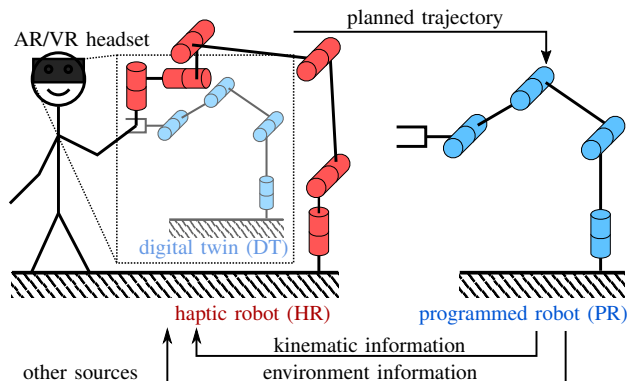 planned trajectory
AR/VR headset
digital twin (DT)
haptic robot (HR)
programmed robot (PR)
kinematic information
other sources
environment information